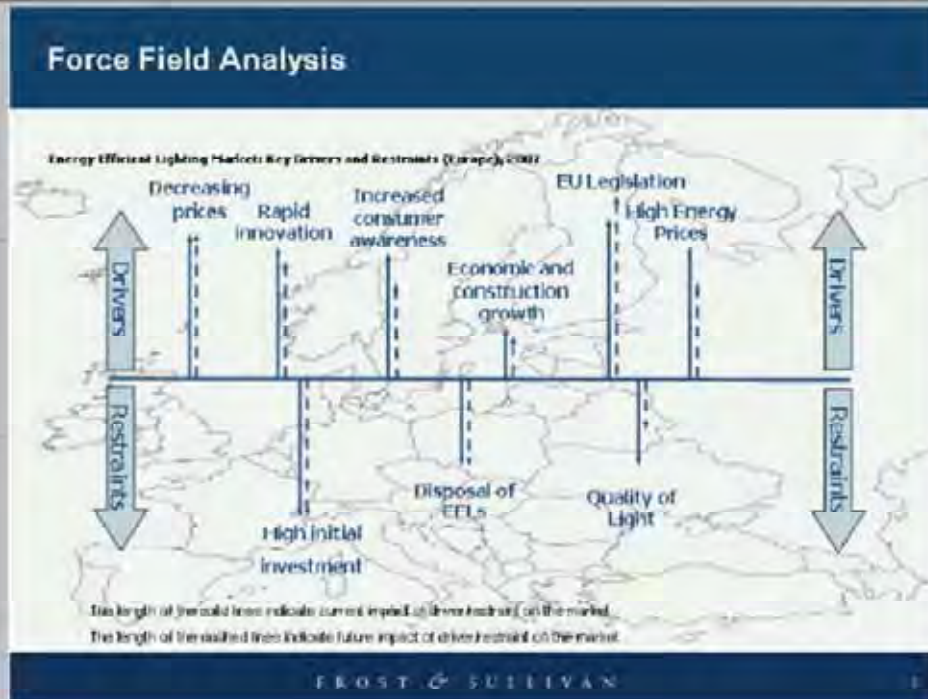 Force Field Analysis
Energy Efficient Lighting Market: Key Drivers and Restraints (Europe), 2007
Decreasing
prices
Rapid
innovation
Increased
consumer
awareness
Economic and
construction
growth
EU Legislation
High Energy
Prices
Drivers
Drivers
Restraints
Restraints
High initial
investment
Disposal of
EELs
Quality of
Light
The length of the solid lines indicate current impact of driver/restraint on the market
The length of the dashed lines indicate future impact of driver/restraint on the market
FROST & SULLIVAN